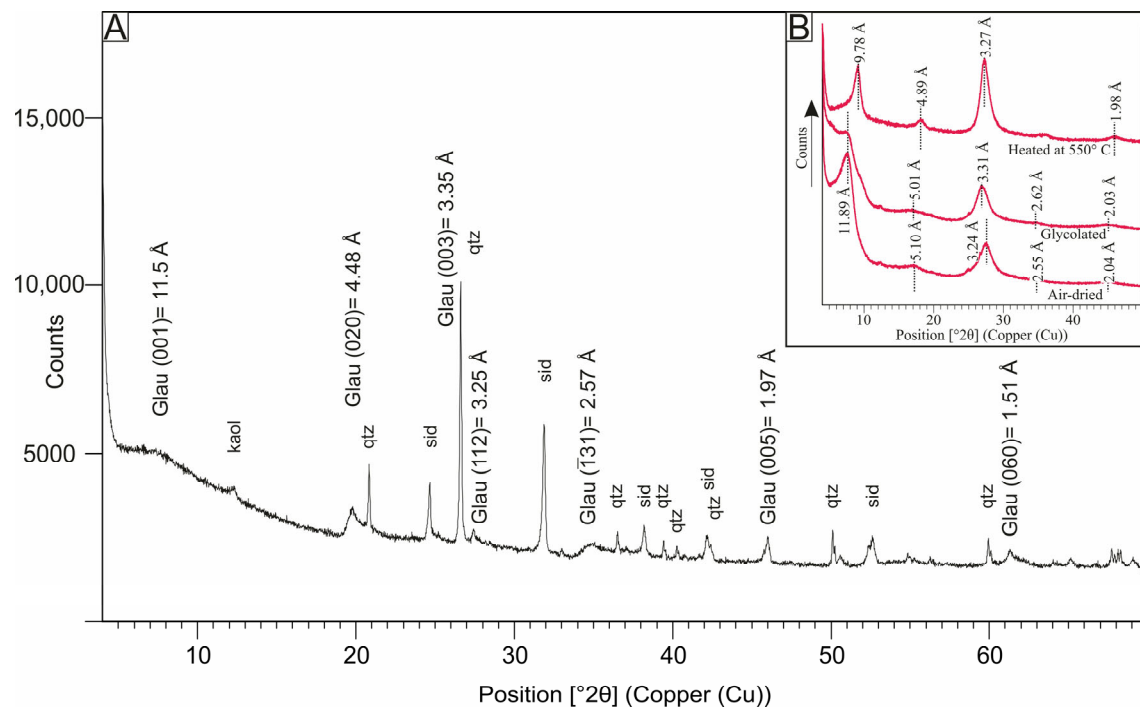 A
15,000
10,000
5000
0
Counts
Glau (001)= 11.5 Å
kaol
Glau (020)= 4.48 Å
qtz
sid
Glau (003)= 3.35 Å
qtz
Glau (112)= 3.25 Å
sid
Glau (1̅31)= 2.57 Å
qtz
sid
qtz
qtz
qtz
sid
Glau (005)= 1.97 Å
qtz
sid
qtz
Glau (060)= 1.51 Å
10 20 30 40 50 60
Position [°2θ] (Copper (Cu))
B
Counts
9.78 Å
4.89 Å
3.27 Å
1.98 Å
Heated at 550° C
11.89 Å
5.01 Å
3.31 Å
2.62 Å
2.03 Å
Glycolated
5.10 Å
3.24 Å
2.55 Å
2.04 Å
Air-dried
10 20 30 40
Position [°2θ] (Copper (Cu))